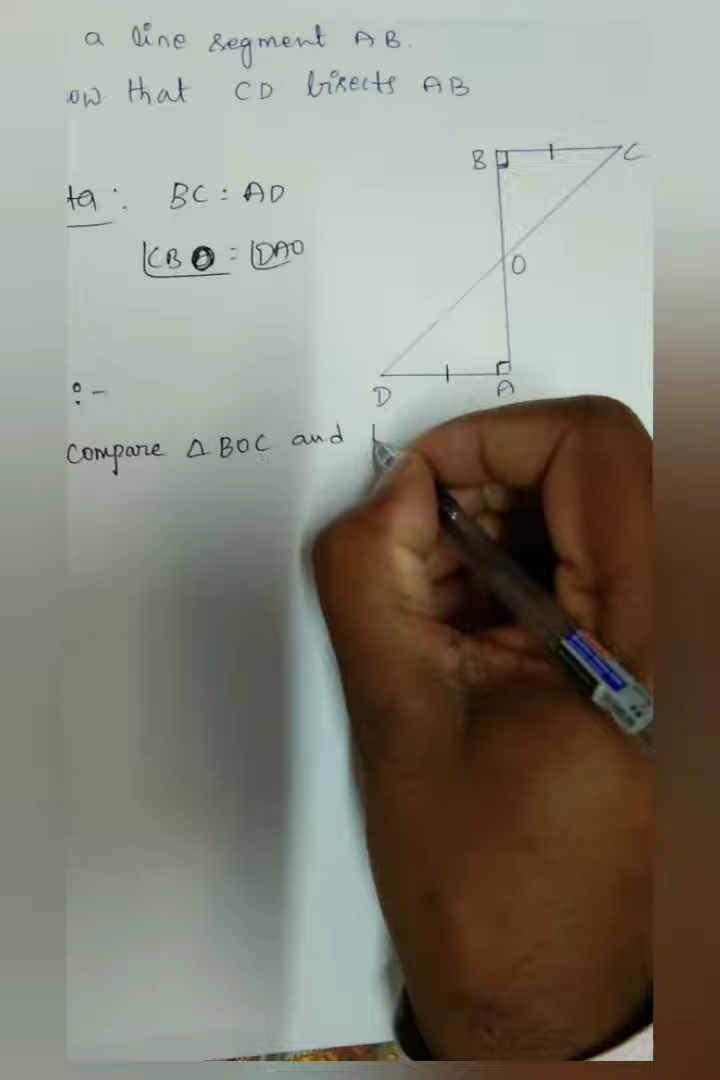 a line segment AB.
ow that CD bisects AB
ta : BC = AD
∠CBO = ∠DAO
B C
O
D A
:-
compare △ BOC and